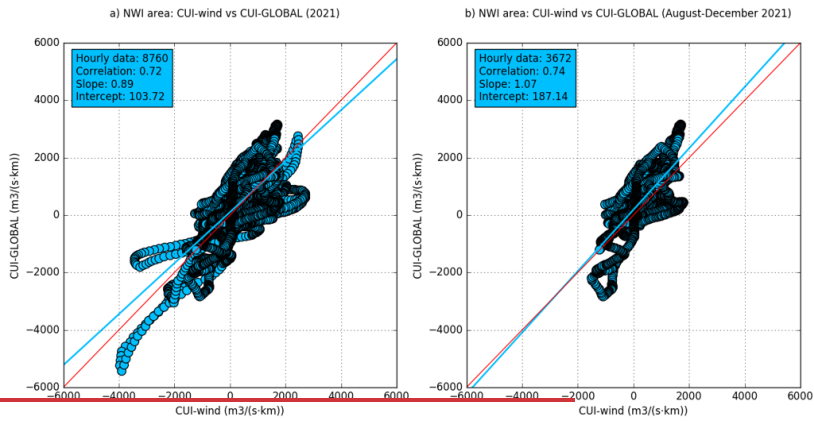 a) NWI area: CUI-wind vs CUI-GLOBAL (2021)
Hourly data: 8760
Correlation: 0.72
Slope: 0.89
Intercept: 103.72
CUI-GLOBAL (m3/(s·km))
6000
4000
2000
0
−2000
−4000
−6000
−6000 −4000 −2000 0 2000 4000 6000
CUI-wind (m3/(s·km))
b) NWI area: CUI-wind vs CUI-GLOBAL (August-December 2021)
Hourly data: 3672
Correlation: 0.74
Slope: 1.07
Intercept: 187.14
CUI-GLOBAL (m3/(s·km))
6000
4000
2000
0
−2000
−4000
−6000
−6000 −4000 −2000 0 2000 4000 6000
CUI-wind (m3/(s·km))